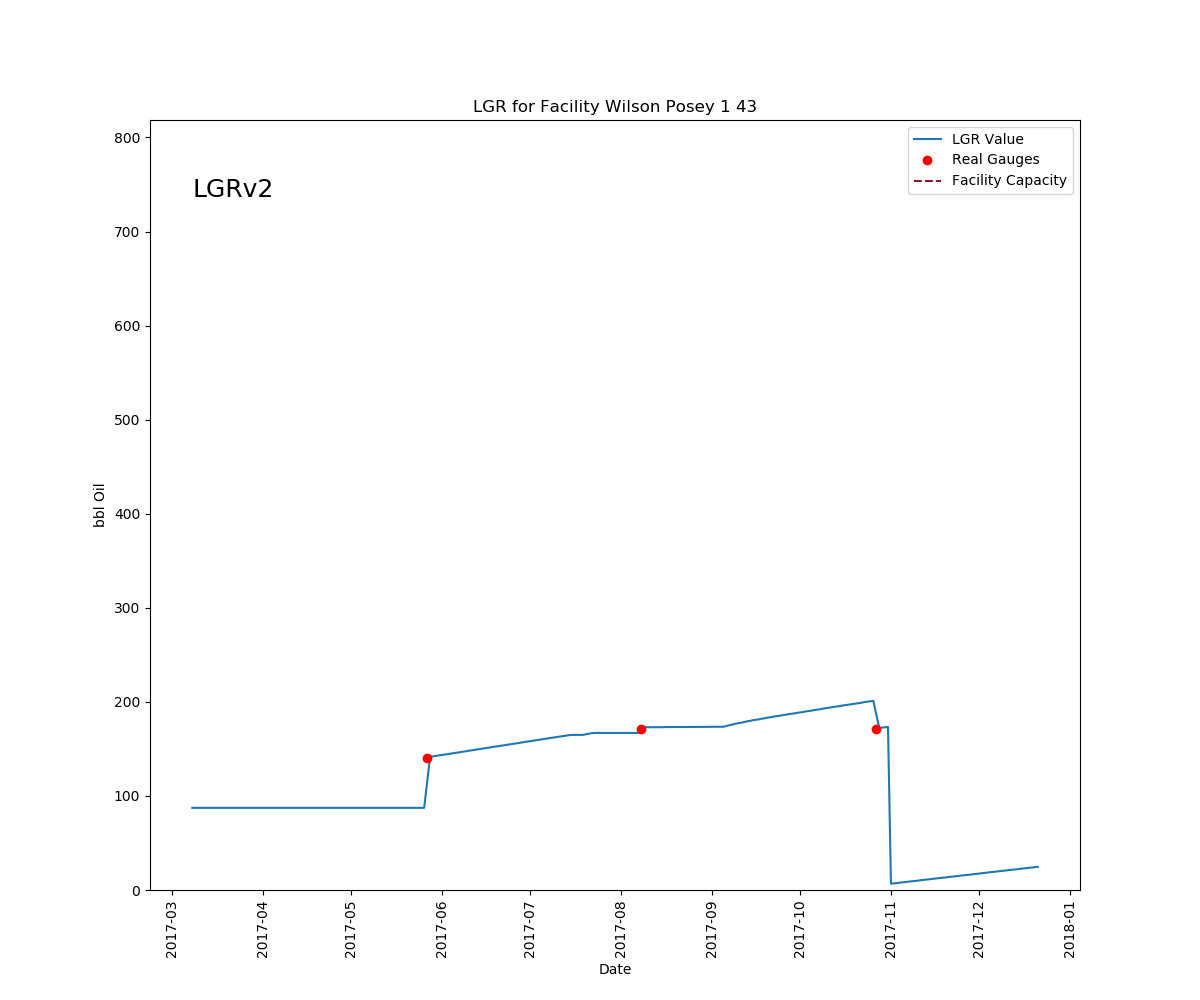 LGR for Facility Wilson Posey 1 43
LGRv2
LGR Value
Real Gauges
Facility Capacity
bbl Oil
800
700
600
500
400
300
200
100
0
2017-03
2017-04
2017-05
2017-06
2017-07
2017-08
2017-09
2017-10
2017-11
2017-12
2018-01
Date